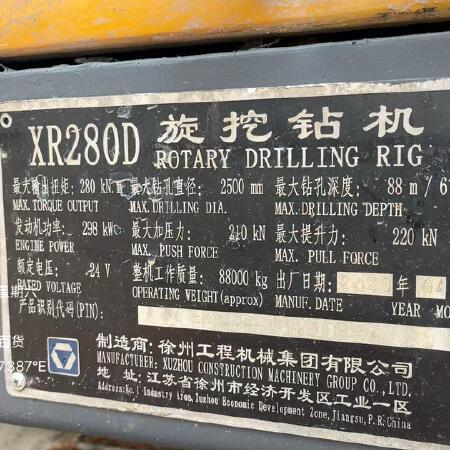 XR280D 旋挖钻机
ROTARY DRILLING RIG
最大输出扭矩: 280 kN.m 最大钻孔直径: 2500 mm 最大钻孔深度: 88 m / 6
MAX. TORQUE OUTPUT MAX. DRILLING DIA. MAX. DRILLING DEPTH
发动机功率: 298 kW 最大加压力: 210 kN 最大提升力: 220 kN
ENGINE POWER MAX. PUSH FORCE MAX. PULL FORCE
额定电压: 24 V 整机工作质量: 88000 kg 出厂日期: 年
RATED VOLTAGE OPERATING WEIGHT(approx) MANUF. DATE YEAR MO
产品识别代码(PIN):
制造商: 徐州工程机械集团有限公司
MANUFACTURER: XUZHOU CONSTRUCTION MACHINERY GROUP CO., LTD.
地 址: 江苏省徐州市经济开发区工业一区
Address:No.1 Industry Area, Xuzhou Economic Development Zone, Jiangsu, P.R. China
百货
7.387°E